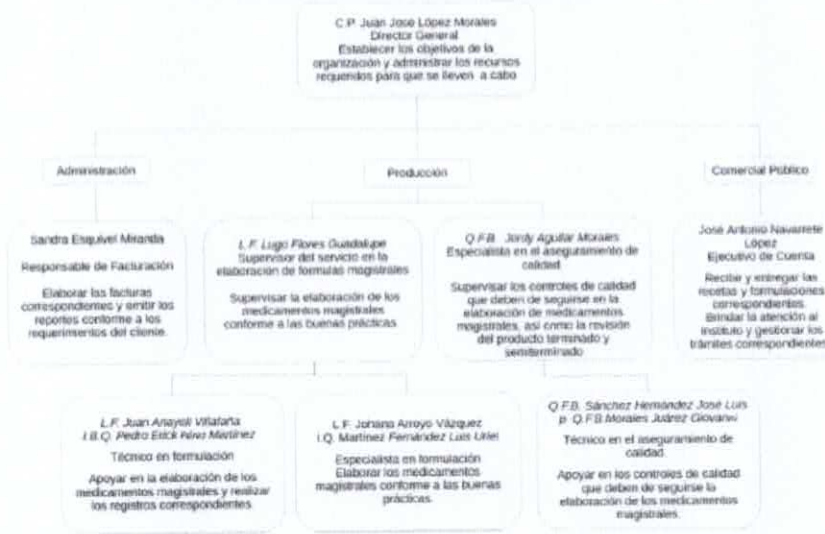 C.P. Juan José López Morales
Director General
Establecer los objetivos de la
organización y administrar los recursos
requeridos para que se lleven a cabo
Administración
Producción
Comercial Público
Sandra Esquivel Miranda
Responsable de Facturación
Elaborar las facturas
correspondientes y emitir los
reportes conforme a los
requerimientos del cliente.
L.F. Lugo Flores Guadalupe
Supervisor del servicio en la
elaboración de formulas magistrales
Supervisar la elaboración de los
medicamentos magistrales
conforme a las buenas prácticas
Q.F.B. Jordy Aguilar Morales
Especialista en el aseguramiento de
calidad
Supervisar los controles de calidad
que deben de seguirse en la
elaboración de medicamentos
magistrales, así como la revisión
del producto terminado y
semiterminado
José Antonio Navarrete
López
Ejecutivo de Cuenta
Recibir y entregar las
recetas y formulaciones
correspondientes.
Brindar la atención al
Instituto y gestionar los
trámites correspondientes
L.F. Juan Anayeli Villafaña
I.B.Q. Pedro Erick Pérez Martínez
Técnico en formulación
Apoyar en la elaboración de los
medicamentos magistrales y realizar
los registros correspondientes
L.F. Johana Arroyo Vázquez
I.Q. Martínez Fernández Luis Uriel
Especialista en formulación
Elaborar los medicamentos
magistrales conforme a las buenas
prácticas.
Q.F.B. Sánchez Hernández José Luis
p. Q.F.B Morales Juárez Giovanni
Técnico en el aseguramiento de
calidad.
Apoyar en los controles de calidad
que deben de seguirse la
elaboración de los medicamentos
magistrales.